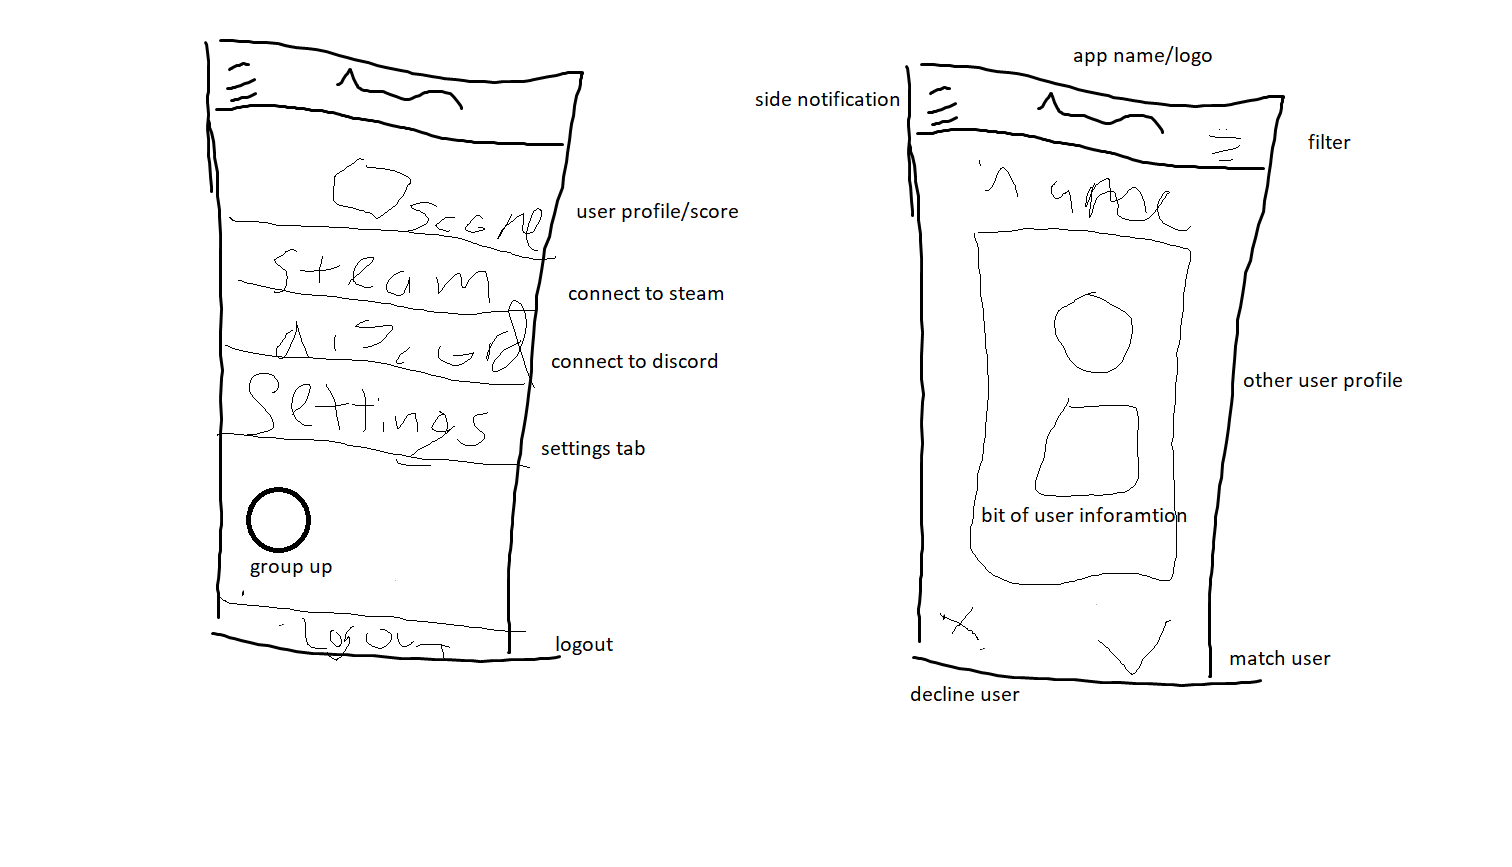 score
user profile/score
steam
connect to steam
discord
connect to discord
settings
settings tab
group up
logout
logout
app name/logo
side notification
filter
other user profile
bit of user inforamtion
match user
decline user